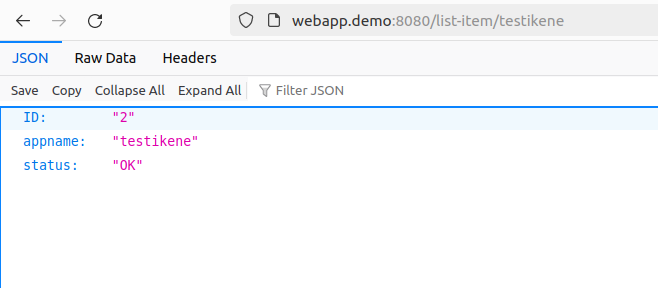 webapp.demo:8080/list-item/testikene
JSON Raw Data Headers
Save Copy Collapse All Expand All Filter JSON
ID: "2"
appname: "testikene"
status: "OK"